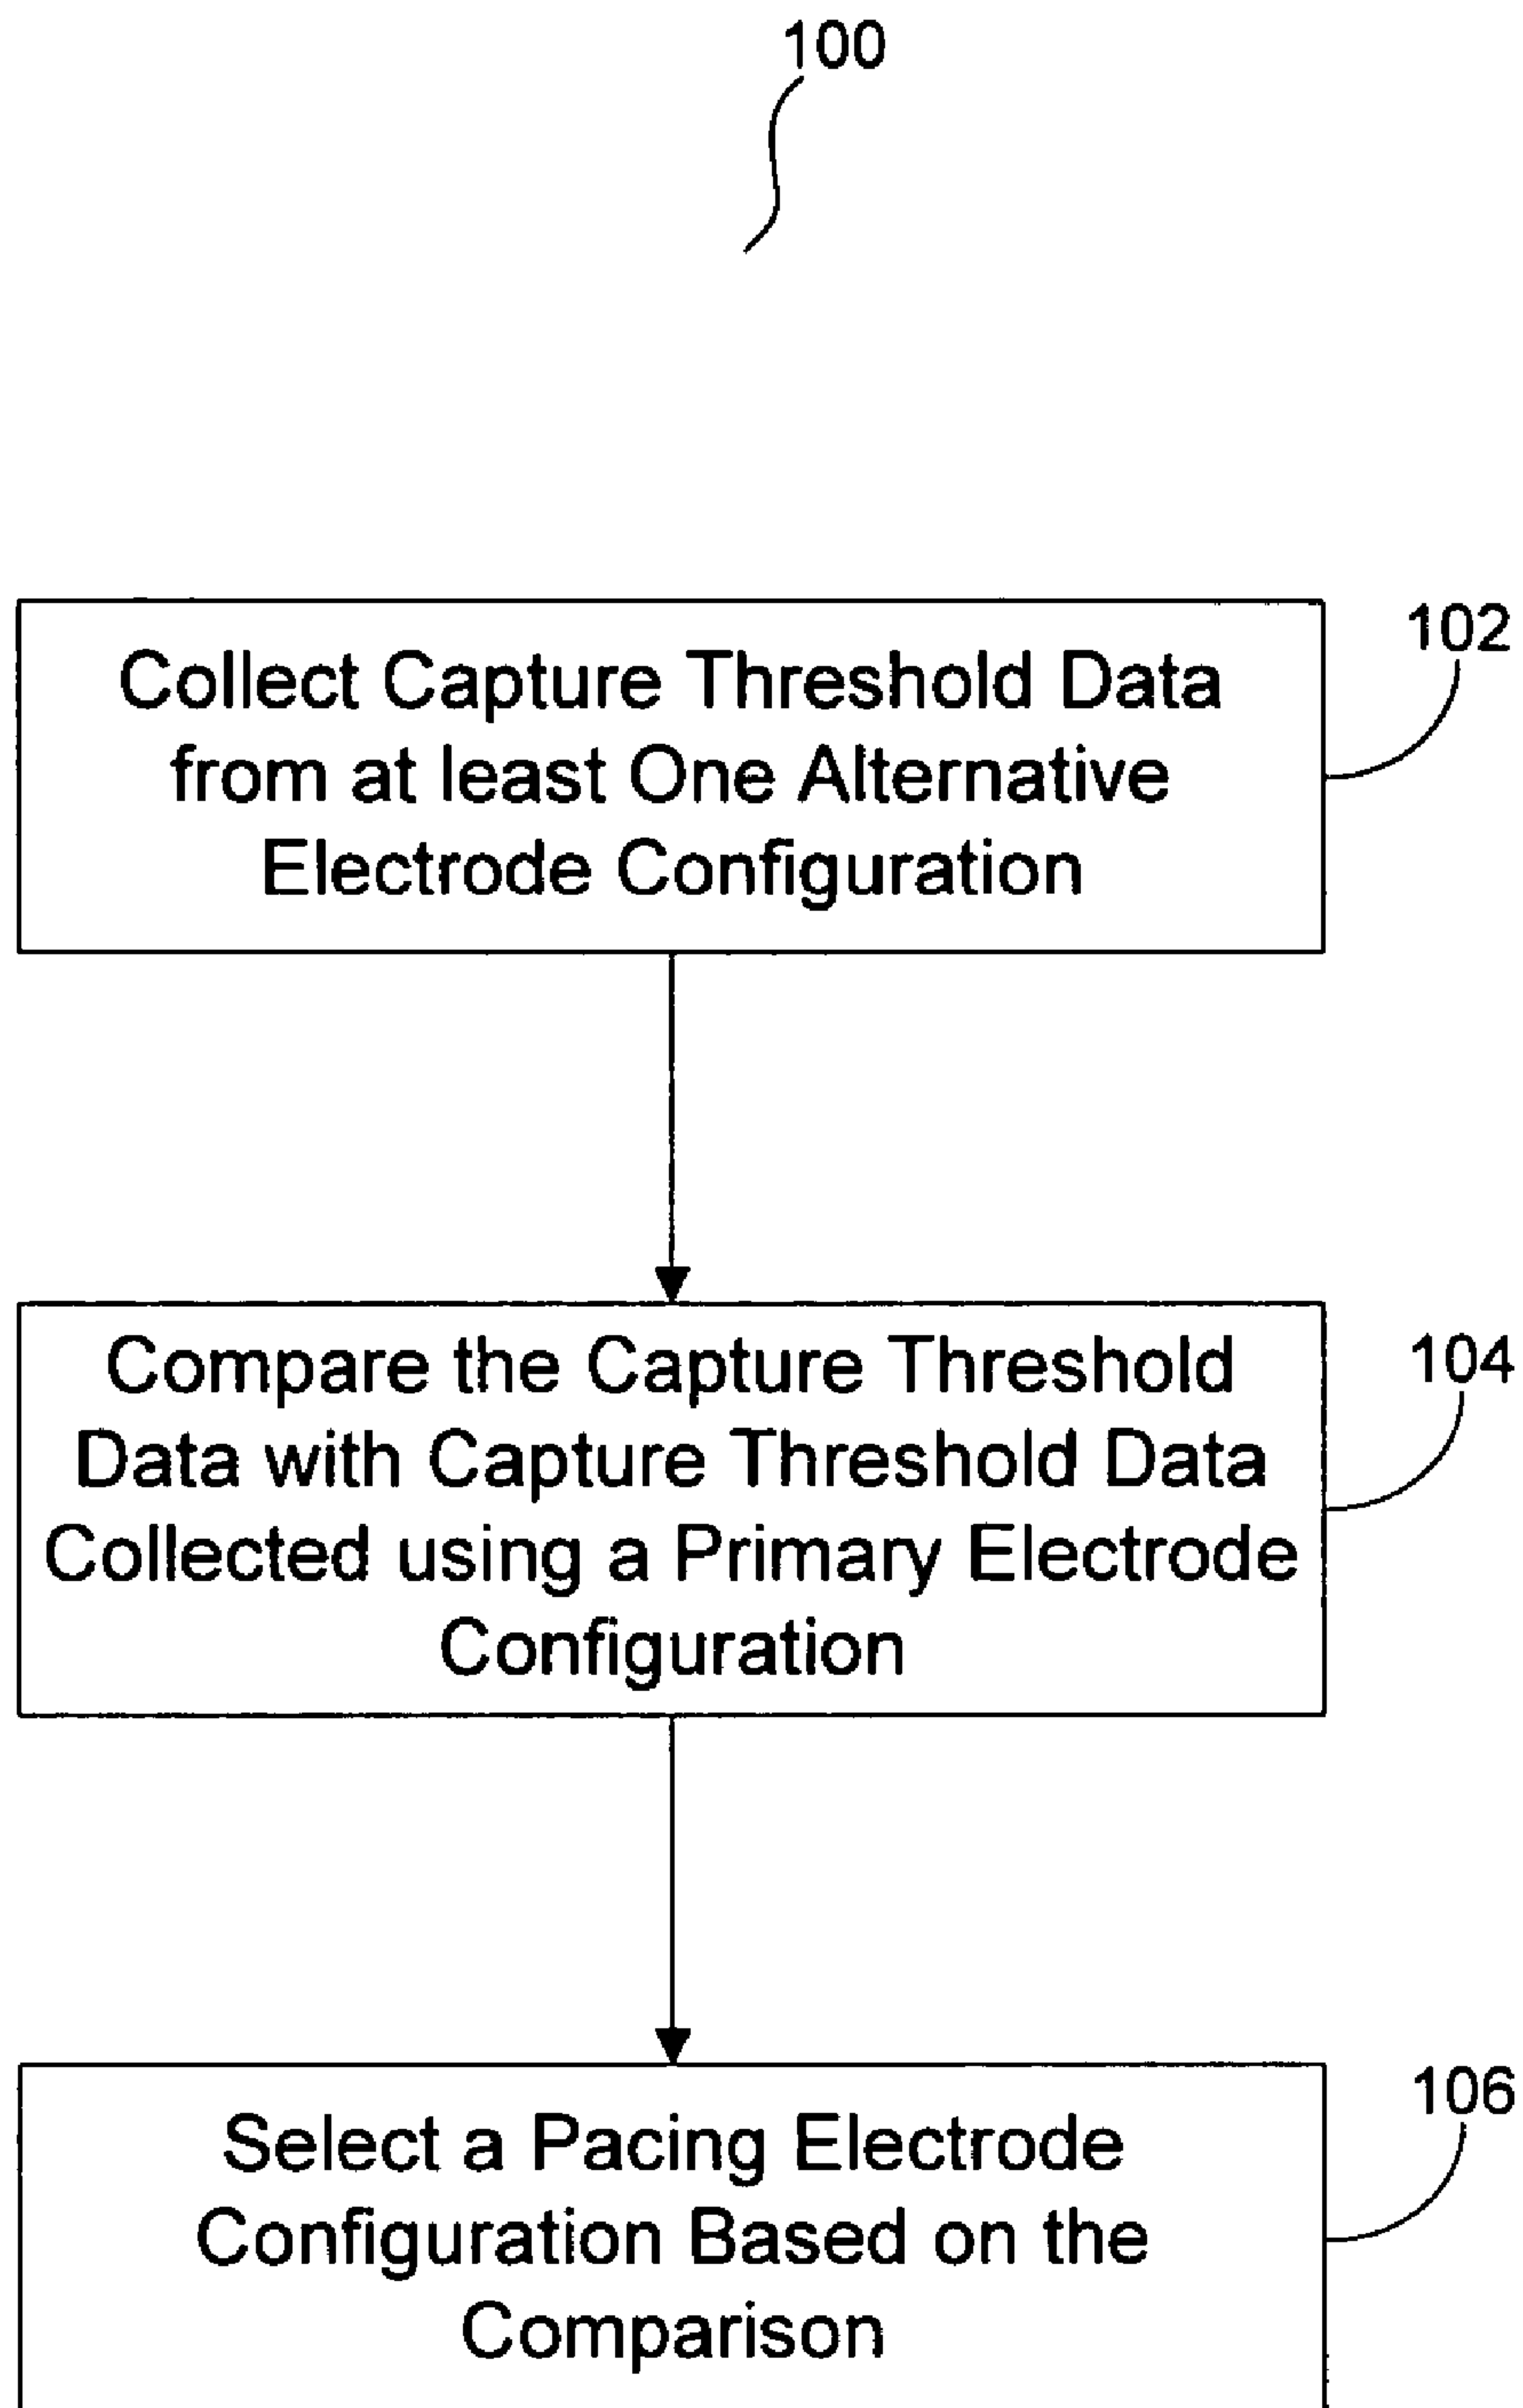 100
102
Collect Capture Threshold Data
from at least One Alternative
Electrode Configuration
104
Compare the Capture Threshold
Data with Capture Threshold Data
Collected using a Primary Electrode
Configuration
106
Select a Pacing Electrode
Configuration Based on the
Comparison